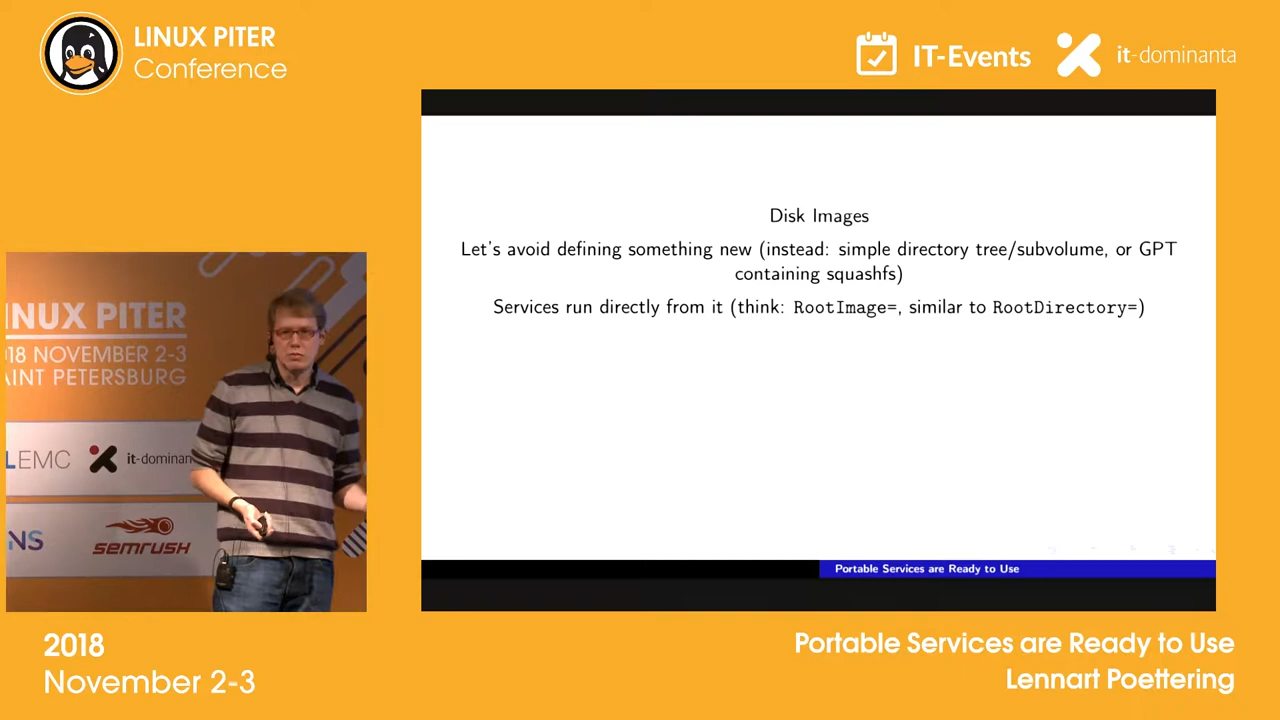 LINUX PITER
Conference
IT-Events
it-dominanta
Disk Images
Let's avoid defining something new (instead: simple directory tree/subvolume, or GPT
containing squashfs)
Services run directly from it (think: RootImage=, similar to RootDirectory=)
Portable Services are Ready to Use
INUX PITER
018 NOVEMBER 2-3
AINT PETERSBURG
LEMC
it-dominan
NS
semrush
2018
November 2-3
Portable Services are Ready to Use
Lennart Poettering